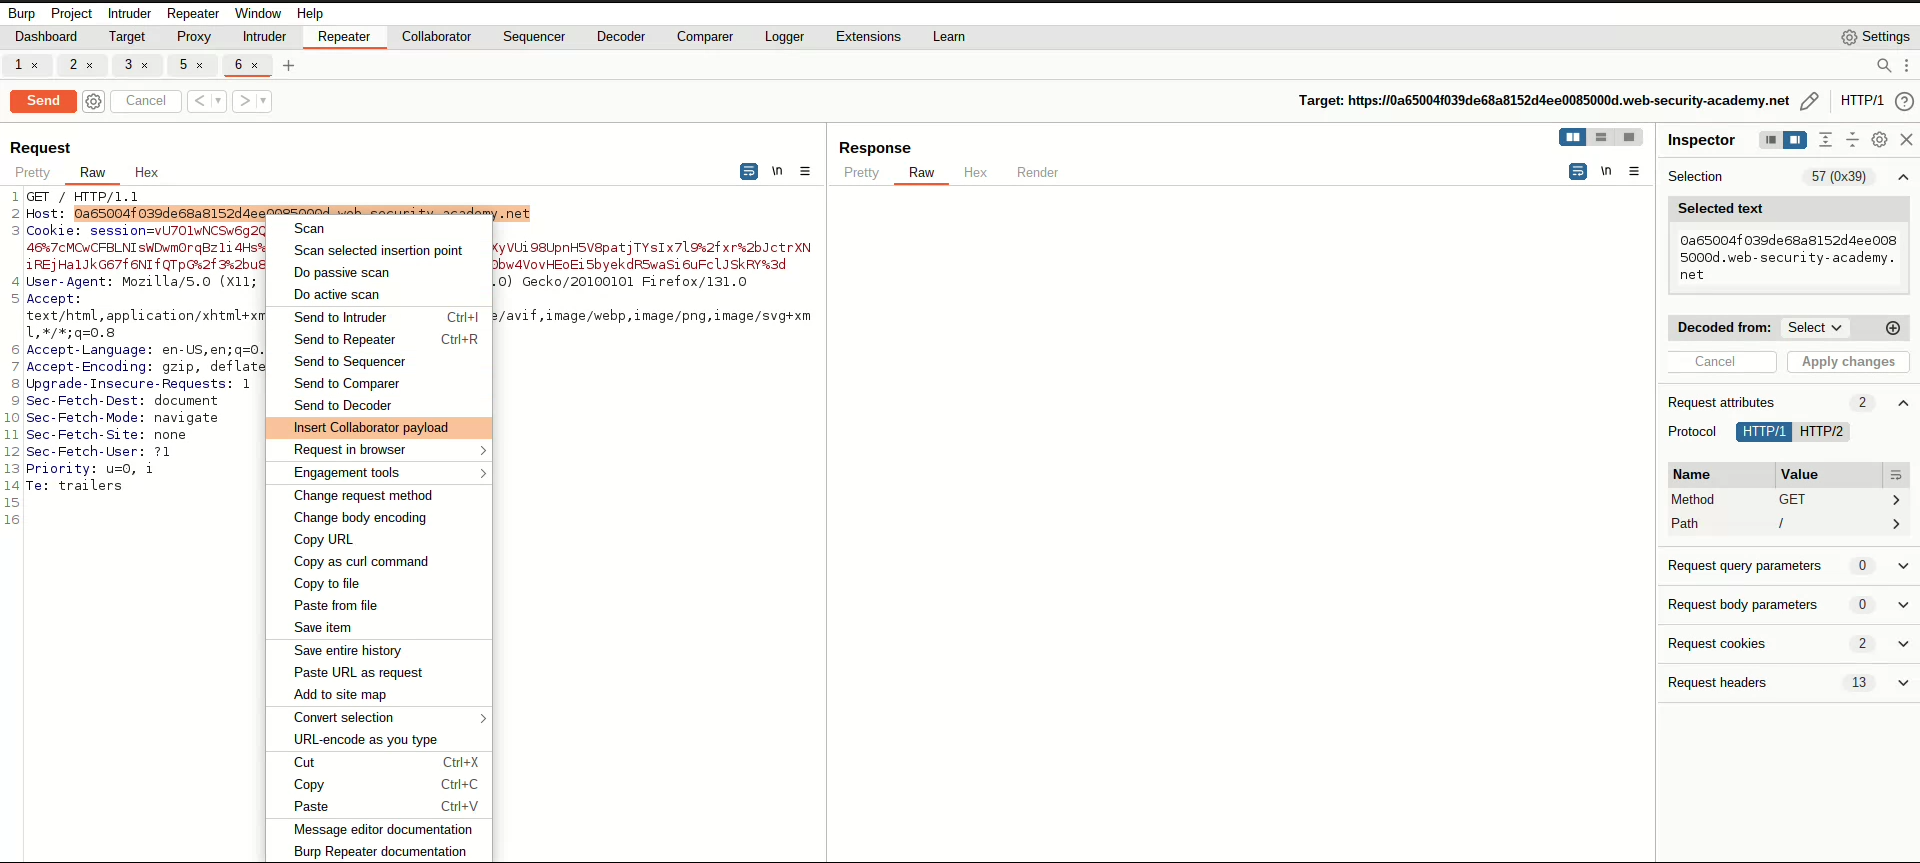 Burp Project Intruder Repeater Window Help
Dashboard Target Proxy Intruder Repeater Collaborator Sequencer Decoder Comparer Logger Extensions Learn Settings
1 × 2 × 3 × 5 × 6 × +
Send Cancel < > Target: https://0a65004f039de68a8152d4ee0085000d.web-security-academy.net HTTP/1
Request
Pretty Raw Hex \n
1 GET / HTTP/1.1
2 Host: 0a65004f039de68a8152d4ee0085000d.web-security-academy.net
3 Cookie: session=vU7O1wNCSw6g2Q
46%7cMCwCFBLNIsWDwm0rqBz1i4Hs% XyVUi98UpnH5V8patjTYsIx7l9%2fxr%2bJctrXN
iREjHa1JkG67f6NIfQTpG%2f3%2bu8 0bw4VovHEoEi5byekdR5waSi6uFclJSkRY%3d
4 User-Agent: Mozilla/5.0 (X11; .0) Gecko/20100101 Firefox/131.0
5 Accept:
text/html,application/xhtml+xm e/avif,image/webp,image/png,image/svg+xm
l,*/*;q=0.8
6 Accept-Language: en-US,en;q=0.
7 Accept-Encoding: gzip, deflate
8 Upgrade-Insecure-Requests: 1
9 Sec-Fetch-Dest: document
10 Sec-Fetch-Mode: navigate
11 Sec-Fetch-Site: none
12 Sec-Fetch-User: ?1
13 Priority: u=0, i
14 Te: trailers
15
16
Scan
Scan selected insertion point
Do passive scan
Do active scan
Send to Intruder Ctrl+I
Send to Repeater Ctrl+R
Send to Sequencer
Send to Comparer
Send to Decoder
Insert Collaborator payload
Request in browser >
Engagement tools >
Change request method
Change body encoding
Copy URL
Copy as curl command
Copy to file
Paste from file
Save item
Save entire history
Paste URL as request
Add to site map
Convert selection >
URL-encode as you type
Cut Ctrl+X
Copy Ctrl+C
Paste Ctrl+V
Message editor documentation
Burp Repeater documentation
Response
Pretty Raw Hex Render \n
Inspector
Selection 57 (0x39)
Selected text
0a65004f039de68a8152d4ee008
5000d.web-security-academy.
net
Decoded from: Select
Cancel Apply changes
Request attributes 2
Protocol HTTP/1 HTTP/2
Name Value
Method GET >
Path / >
Request query parameters 0
Request body parameters 0
Request cookies 2
Request headers 13